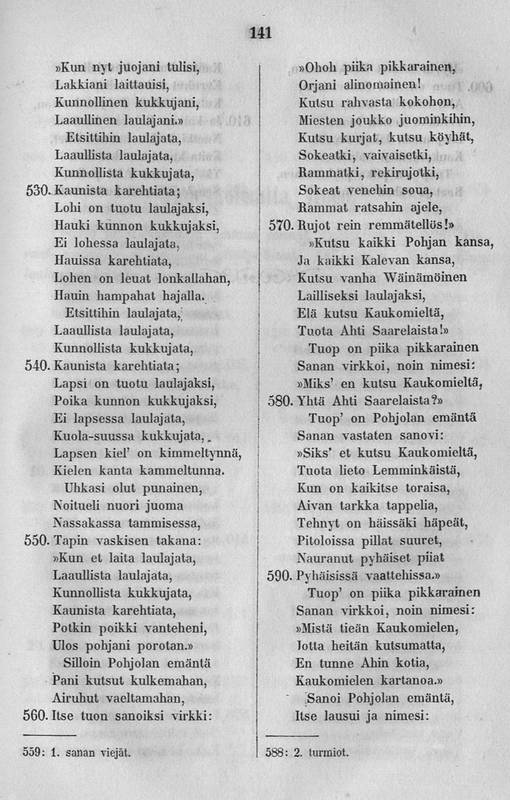 141
»Kun nyt juojani tulisi,
Lakkiani laittauisi,
Kunnollinen kukkujani,
Laaullinen laulajani.»
Etsittihin laulajata,
Laaullista laulajata,
Kunnollista kukkujata,
530. Kaunista karehtiata;
Lohi on tuotu laulajaksi,
Hauki kunnon kukkujaksi,
Ei lohessa laulajata,
Hauissa karehtiata,
Lohen on leuat lonkallahan,
Hauin hampahat hajalla.
Etsittihin laulajata,
Laaullista laulajata,
Kunnollista kukkujata,
540. Kaunista karehtiata;
Lapsi on tuotu laulajaksi,
Poika kunnon kukkujaksi,
Ei lapsessa laulajata,
Kuola-suussa kukkujata,
Lapsen kiel' on kimmeltynnä,
Kielen kanta kammeltunna.
Uhkasi olut punainen,
Noitueli nuori juoma
Nassakassa tammisessa,
550. Tapin vaskisen takana:
»Kun et laita laulajata,
Laaullista laulajata,
Kunnollista kukkujata,
Kaunista karehtiata,
Potkin poikki vanteheni,
Ulos pohjani porotan.»
Silloin Pohjolan emäntä
Pani kutsut kulkemahan,
Airuhut vaeltamahan,
560. Itse tuon sanoiksi virkki:
559: 1. sanan viejät.
»Ohoh piika pikkarainen,
Orjani alinomainen!
Kutsu rahvasta kokohon,
Miesten joukko juominkihin,
Kutsu kurjat, kutsu köyhät,
Sokeatki, vaivaisetki,
Rammatki, rekirujotki,
Sokeat venehin soua,
Rammat ratsahin ajele,
570. Rujot rein remmätellös!»
»Kutsu kaikki Pohjan kansa,
Ja kaikki Kalevan kansa,
Kutsu vanha Wäinämöinen
Lailliseksi laulajaksi,
Elä kutsu Kaukomieltä,
Tuota Ahti Saarelaista!»
Tuop on piika pikkarainen
Sanan virkkoi, noin nimesi:
»Miks' en kutsu Kaukomieltä,
580. Yhtä Ahti Saarelaista?»
Tuop' on Pohjolan emäntä
Sanan vastaten sanovi:
»Siks' et kutsu Kaukomieltä,
Tuota lieto Lemminkäistä,
Kun on kaikitse toraisa,
Aivan tarkka tappelia,
Tehnyt on häissäki häpeät,
Pitoloissa pillat suuret,
Nauranut pyhäiset piiat
590. Pyhäisissä vaattehissa.»
Tuop' on piika pikkarainen
Sanan virkkoi, noin nimesi:
»Mistä tieän Kaukomielen,
Jotta heitän kutsumatta,
En tunne Ahin kotia,
Kaukomielen kartanoa.»
Sanoi Pohjolan emäntä,
Itse lausui ja nimesi:
588: 2. turmiot.